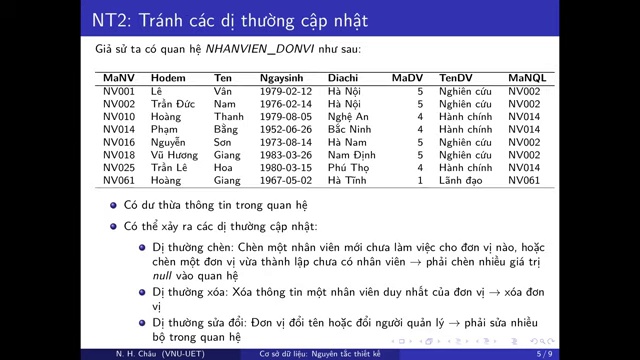 NT2: Tránh các dị thường cập nhật
Giả sử ta có quan hệ NHANVIEN_DONVI như sau:
MaNV Hodem Ten Ngaysinh Diachi MaDV TenDV MaNQL
NV001 Lê Vân 1979-02-12 Hà Nội 5 Nghiên cứu NV002
NV002 Trần Đức Nam 1976-02-14 Hà Nội 5 Nghiên cứu NV002
NV010 Hoàng Thanh 1979-08-05 Nghệ An 4 Hành chính NV014
NV014 Phạm Bằng 1952-06-26 Bắc Ninh 4 Hành chính NV014
NV016 Nguyễn Sơn 1973-08-14 Hà Nam 5 Nghiên cứu NV002
NV018 Vũ Hương Giang 1983-03-26 Nam Định 5 Nghiên cứu NV002
NV025 Trần Lê Hoa 1980-03-15 Phú Thọ 4 Hành chính NV014
NV061 Hoàng Giang 1967-05-02 Hà Tĩnh 1 Lãnh đạo NV061
Có dư thừa thông tin trong quan hệ
Có thể xảy ra các dị thường cập nhật:
Dị thường chèn: Chèn một nhân viên mới chưa làm việc cho đơn vị nào, hoặc
chèn một đơn vị vừa thành lập chưa có nhân viên → phải chèn nhiều giá trị
null vào quan hệ
Dị thường xóa: Xóa thông tin một nhân viên duy nhất của đơn vị → xóa đơn
vị
Dị thường sửa đổi: Đơn vị đổi tên hoặc đổi người quản lý → phải sửa nhiều
bộ trong quan hệ
N. H. Châu (VNU-UET) Cơ sở dữ liệu: Nguyên tắc thiết kế 5 / 9